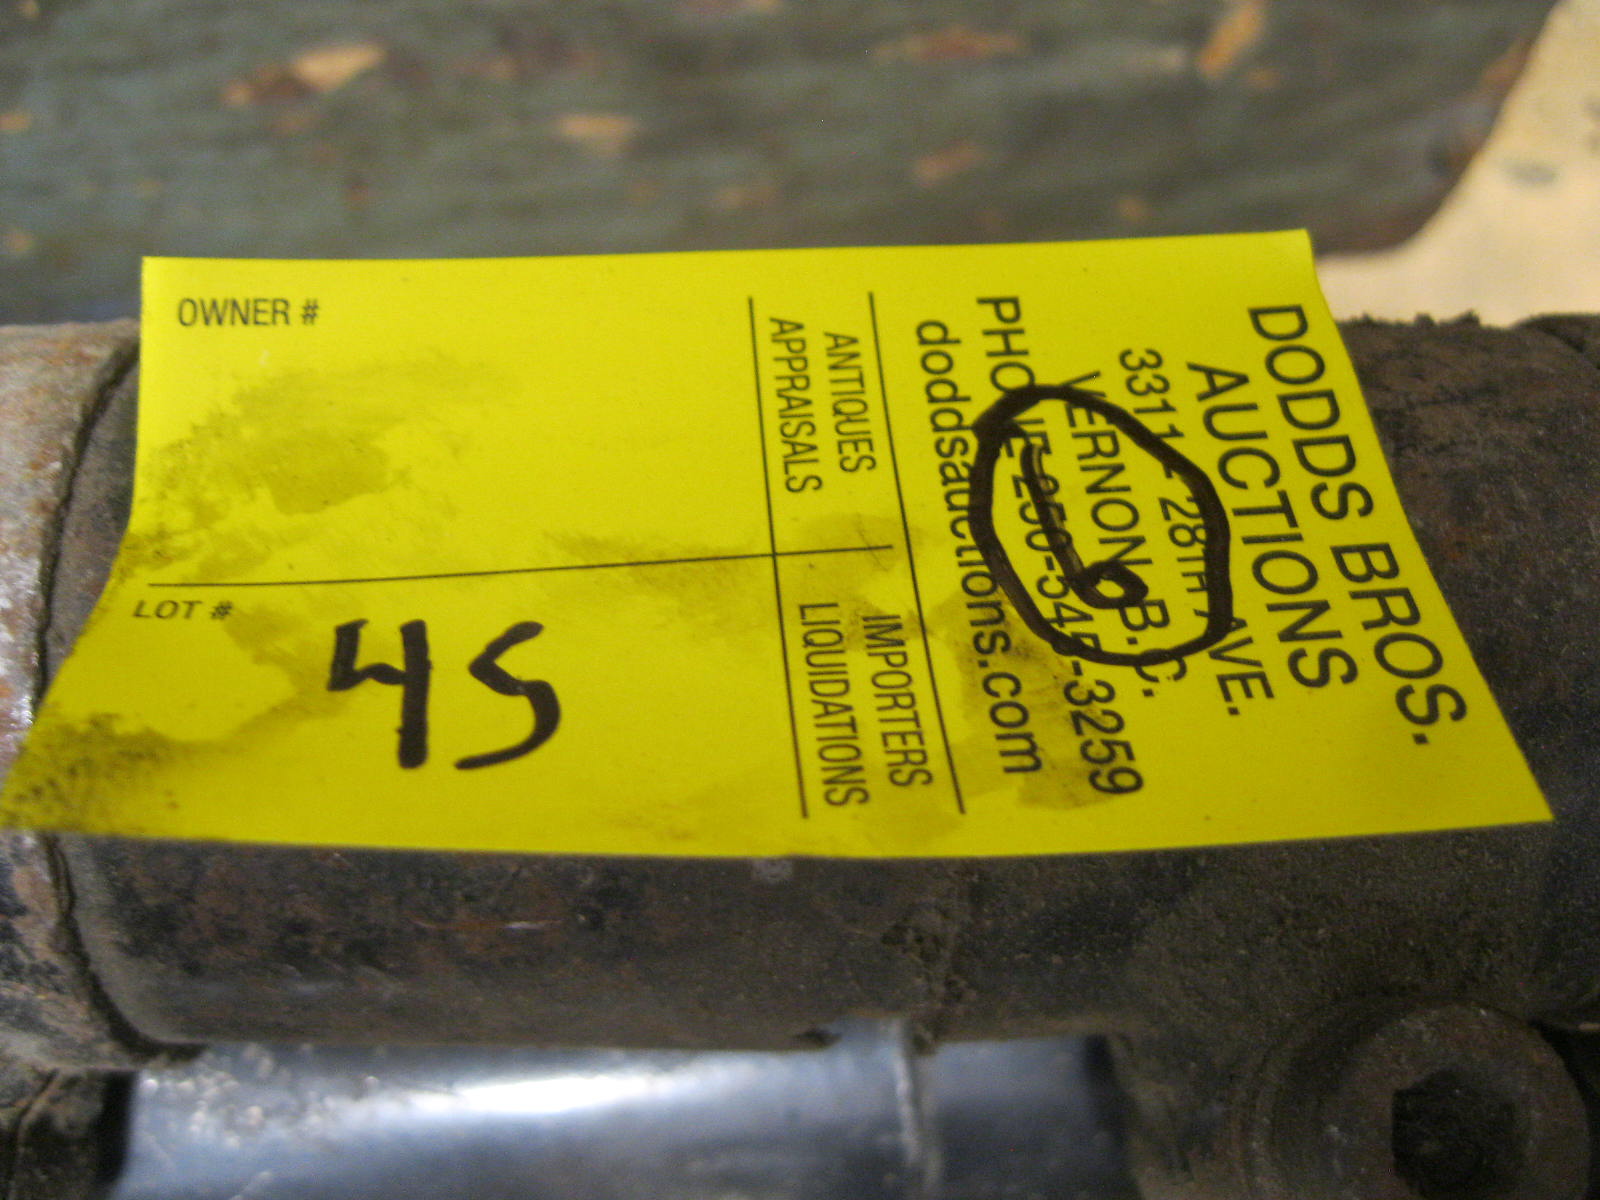 DODDS BROS.
AUCTIONS
3311 - 28TH AVE.
VERNON, B.C.
PHONE 250-545-3259
doddsauctions.com
ANTIQUES
APPRAISALS
IMPORTERS
LIQUIDATIONS
OWNER #
LOT #
45